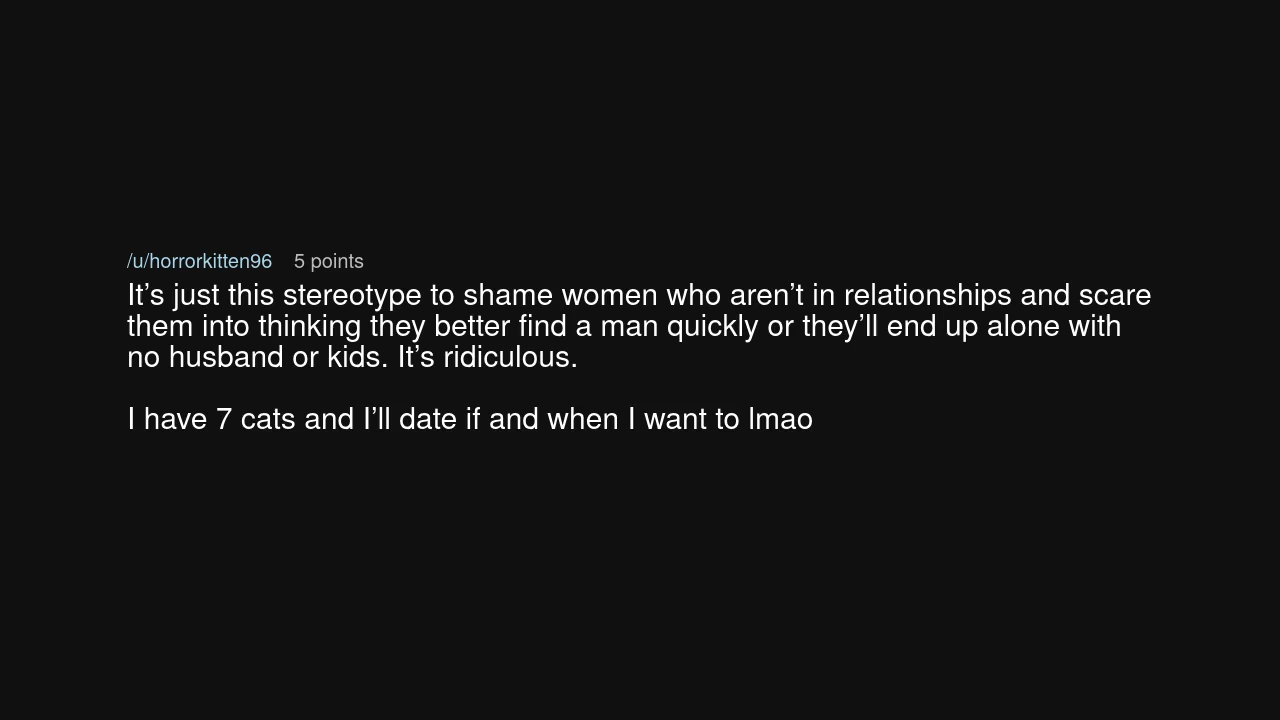 /u/horrorkitten96 5 points
It’s just this stereotype to shame women who aren’t in relationships and scare
them into thinking they better find a man quickly or they’ll end up alone with
no husband or kids. It’s ridiculous.
I have 7 cats and I’ll date if and when I want to lmao